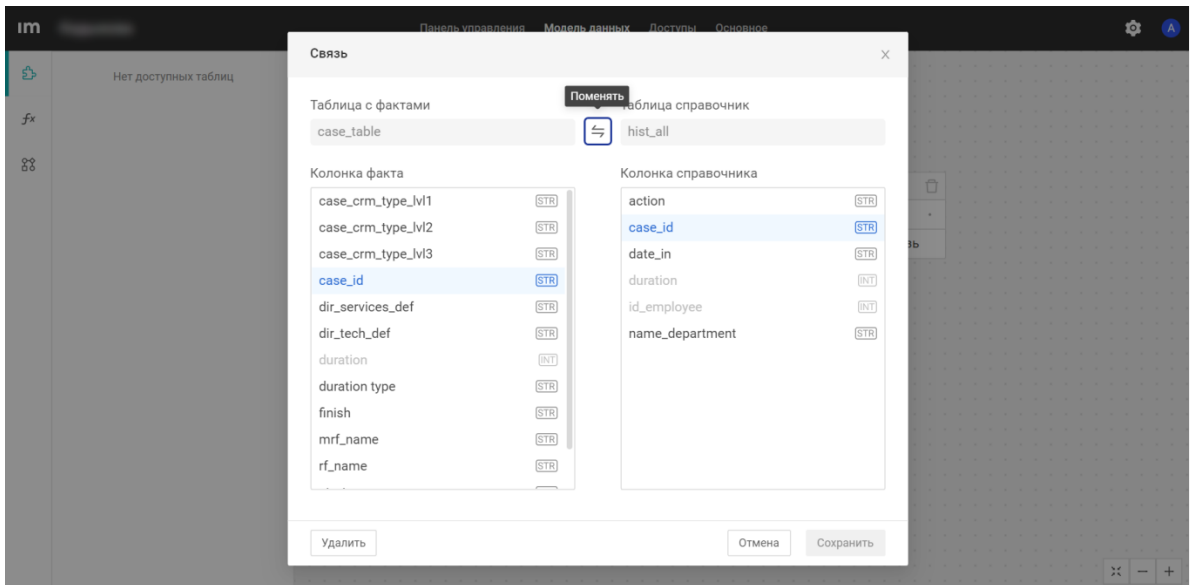 ım
Панель управления Модель данных Доступы Основное
A
Связь
Нет доступных таблиц
Таблица с фактами
Поменять
Таблица справочник
case_table
hist_all
fx
Колонка факта
Колонка справочника
case_crm_type_lvl1 STR
action STR
case_crm_type_lvl2 STR
case_id STR
case_crm_type_lvl3 STR
date_in STR
case_id STR
duration INT
dir_services_def STR
id_employee INT
dir_tech_def STR
name_department STR
duration INT
duration type STR
finish STR
mrf_name STR
rf_name STR
Удалить
Отмена
Сохранить